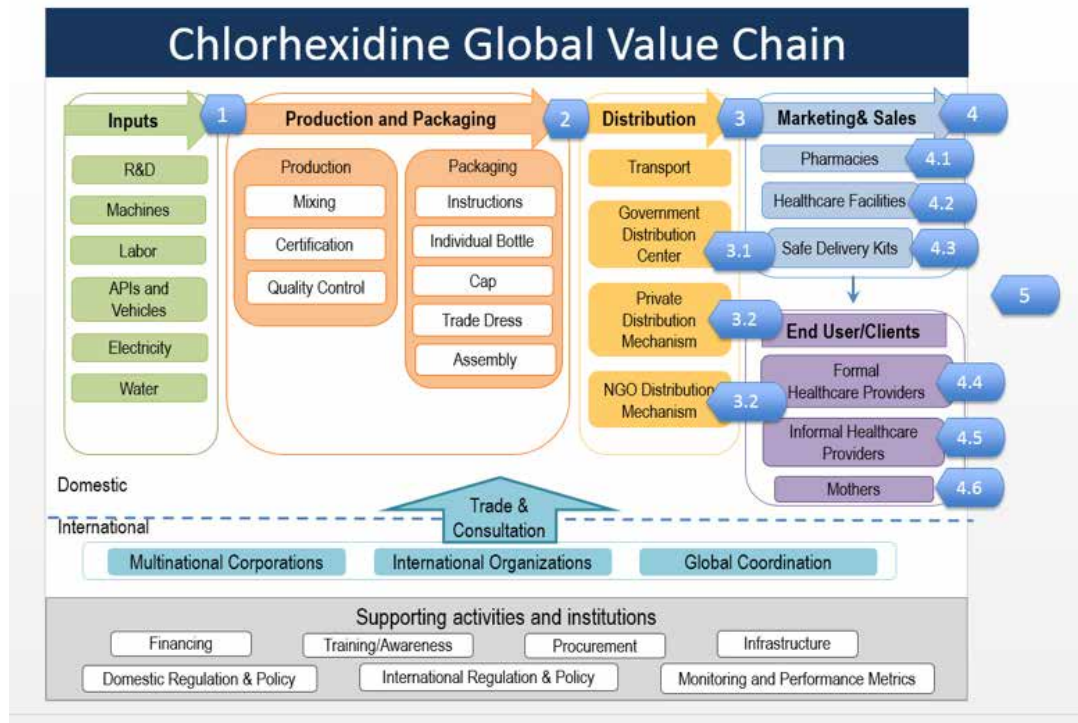 Chlorhexidine Global Value Chain
Inputs
1
Production and Packaging
2
Distribution
3
Marketing& Sales
4
R&D
Machines
Labor
APIs and
Vehicles
Electricity
Water
Production
Mixing
Certification
Quality Control
Packaging
Instructions
Individual Bottle
Cap
Trade Dress
Assembly
Transport
Government
Distribution
Center
3.1
Private
Distribution
Mechanism
3.2
NGO Distribution
Mechanism
3.2
Pharmacies
4.1
Healthcare Facilities
4.2
Safe Delivery Kits
4.3
5
End User/Clients
Formal
Healthcare Providers
4.4
Informal Healthcare
Providers
4.5
Mothers
4.6
Domestic
International
Trade &
Consultation
Multinational Corporations
International Organizations
Global Coordination
Supporting activities and institutions
Financing
Training/Awareness
Procurement
Infrastructure
Domestic Regulation & Policy
International Regulation & Policy
Monitoring and Performance Metrics